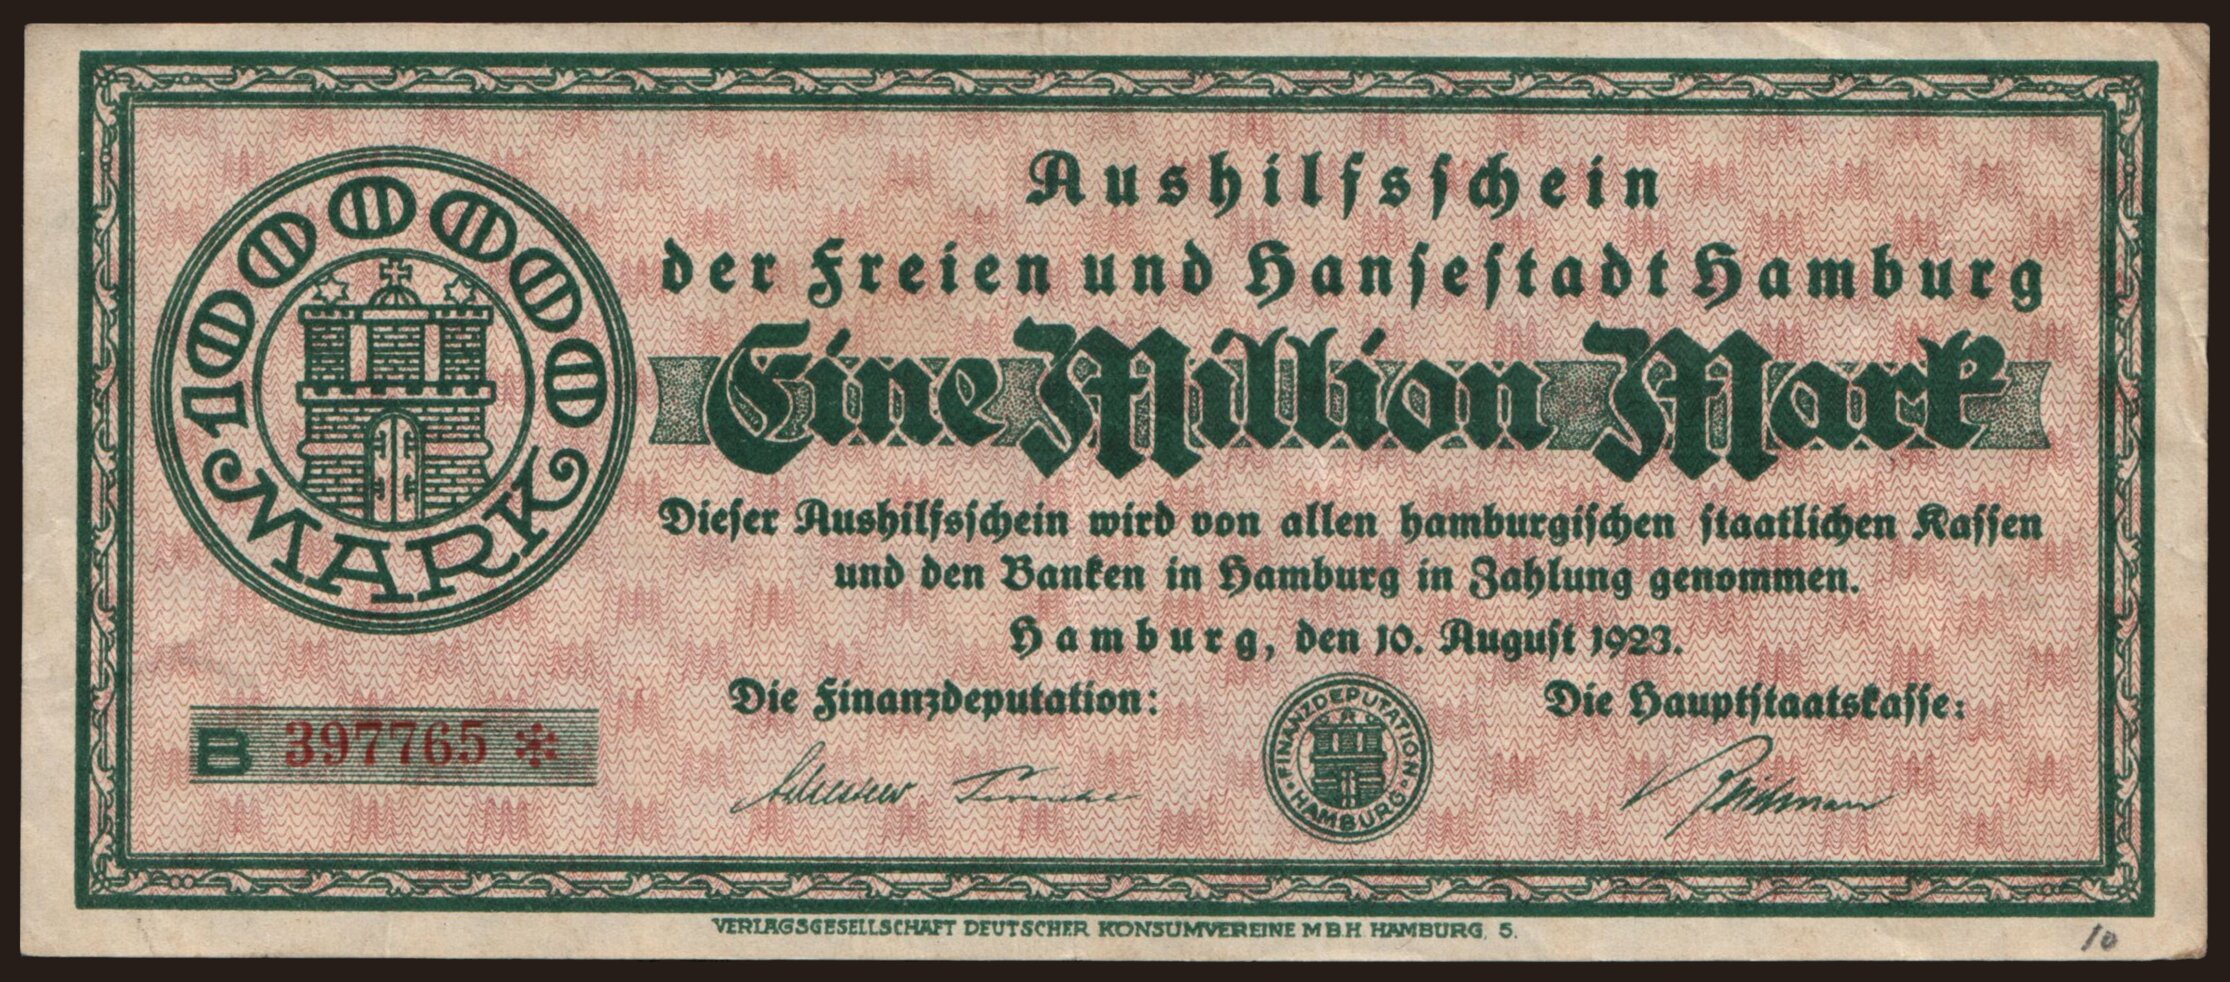 1000000
MARK
Aushilfsschein
der Freien und Hansestadt Hamburg
Eine Million Mark
Dieser Aushilfsschein wird von allen hamburgischen staatlichen Kassen
und den Banken in Hamburg in Zahlung genommen.
Hamburg, den 10. August 1923.
Die Finanzdeputation:
Die Hauptstaatskasse:
FINANZDEPUTATION
HAMBURG
B 397765 *
VERLAGSGESELLSCHAFT DEUTSCHER KONSUMVEREINE M B H HAMBURG, 5.
10